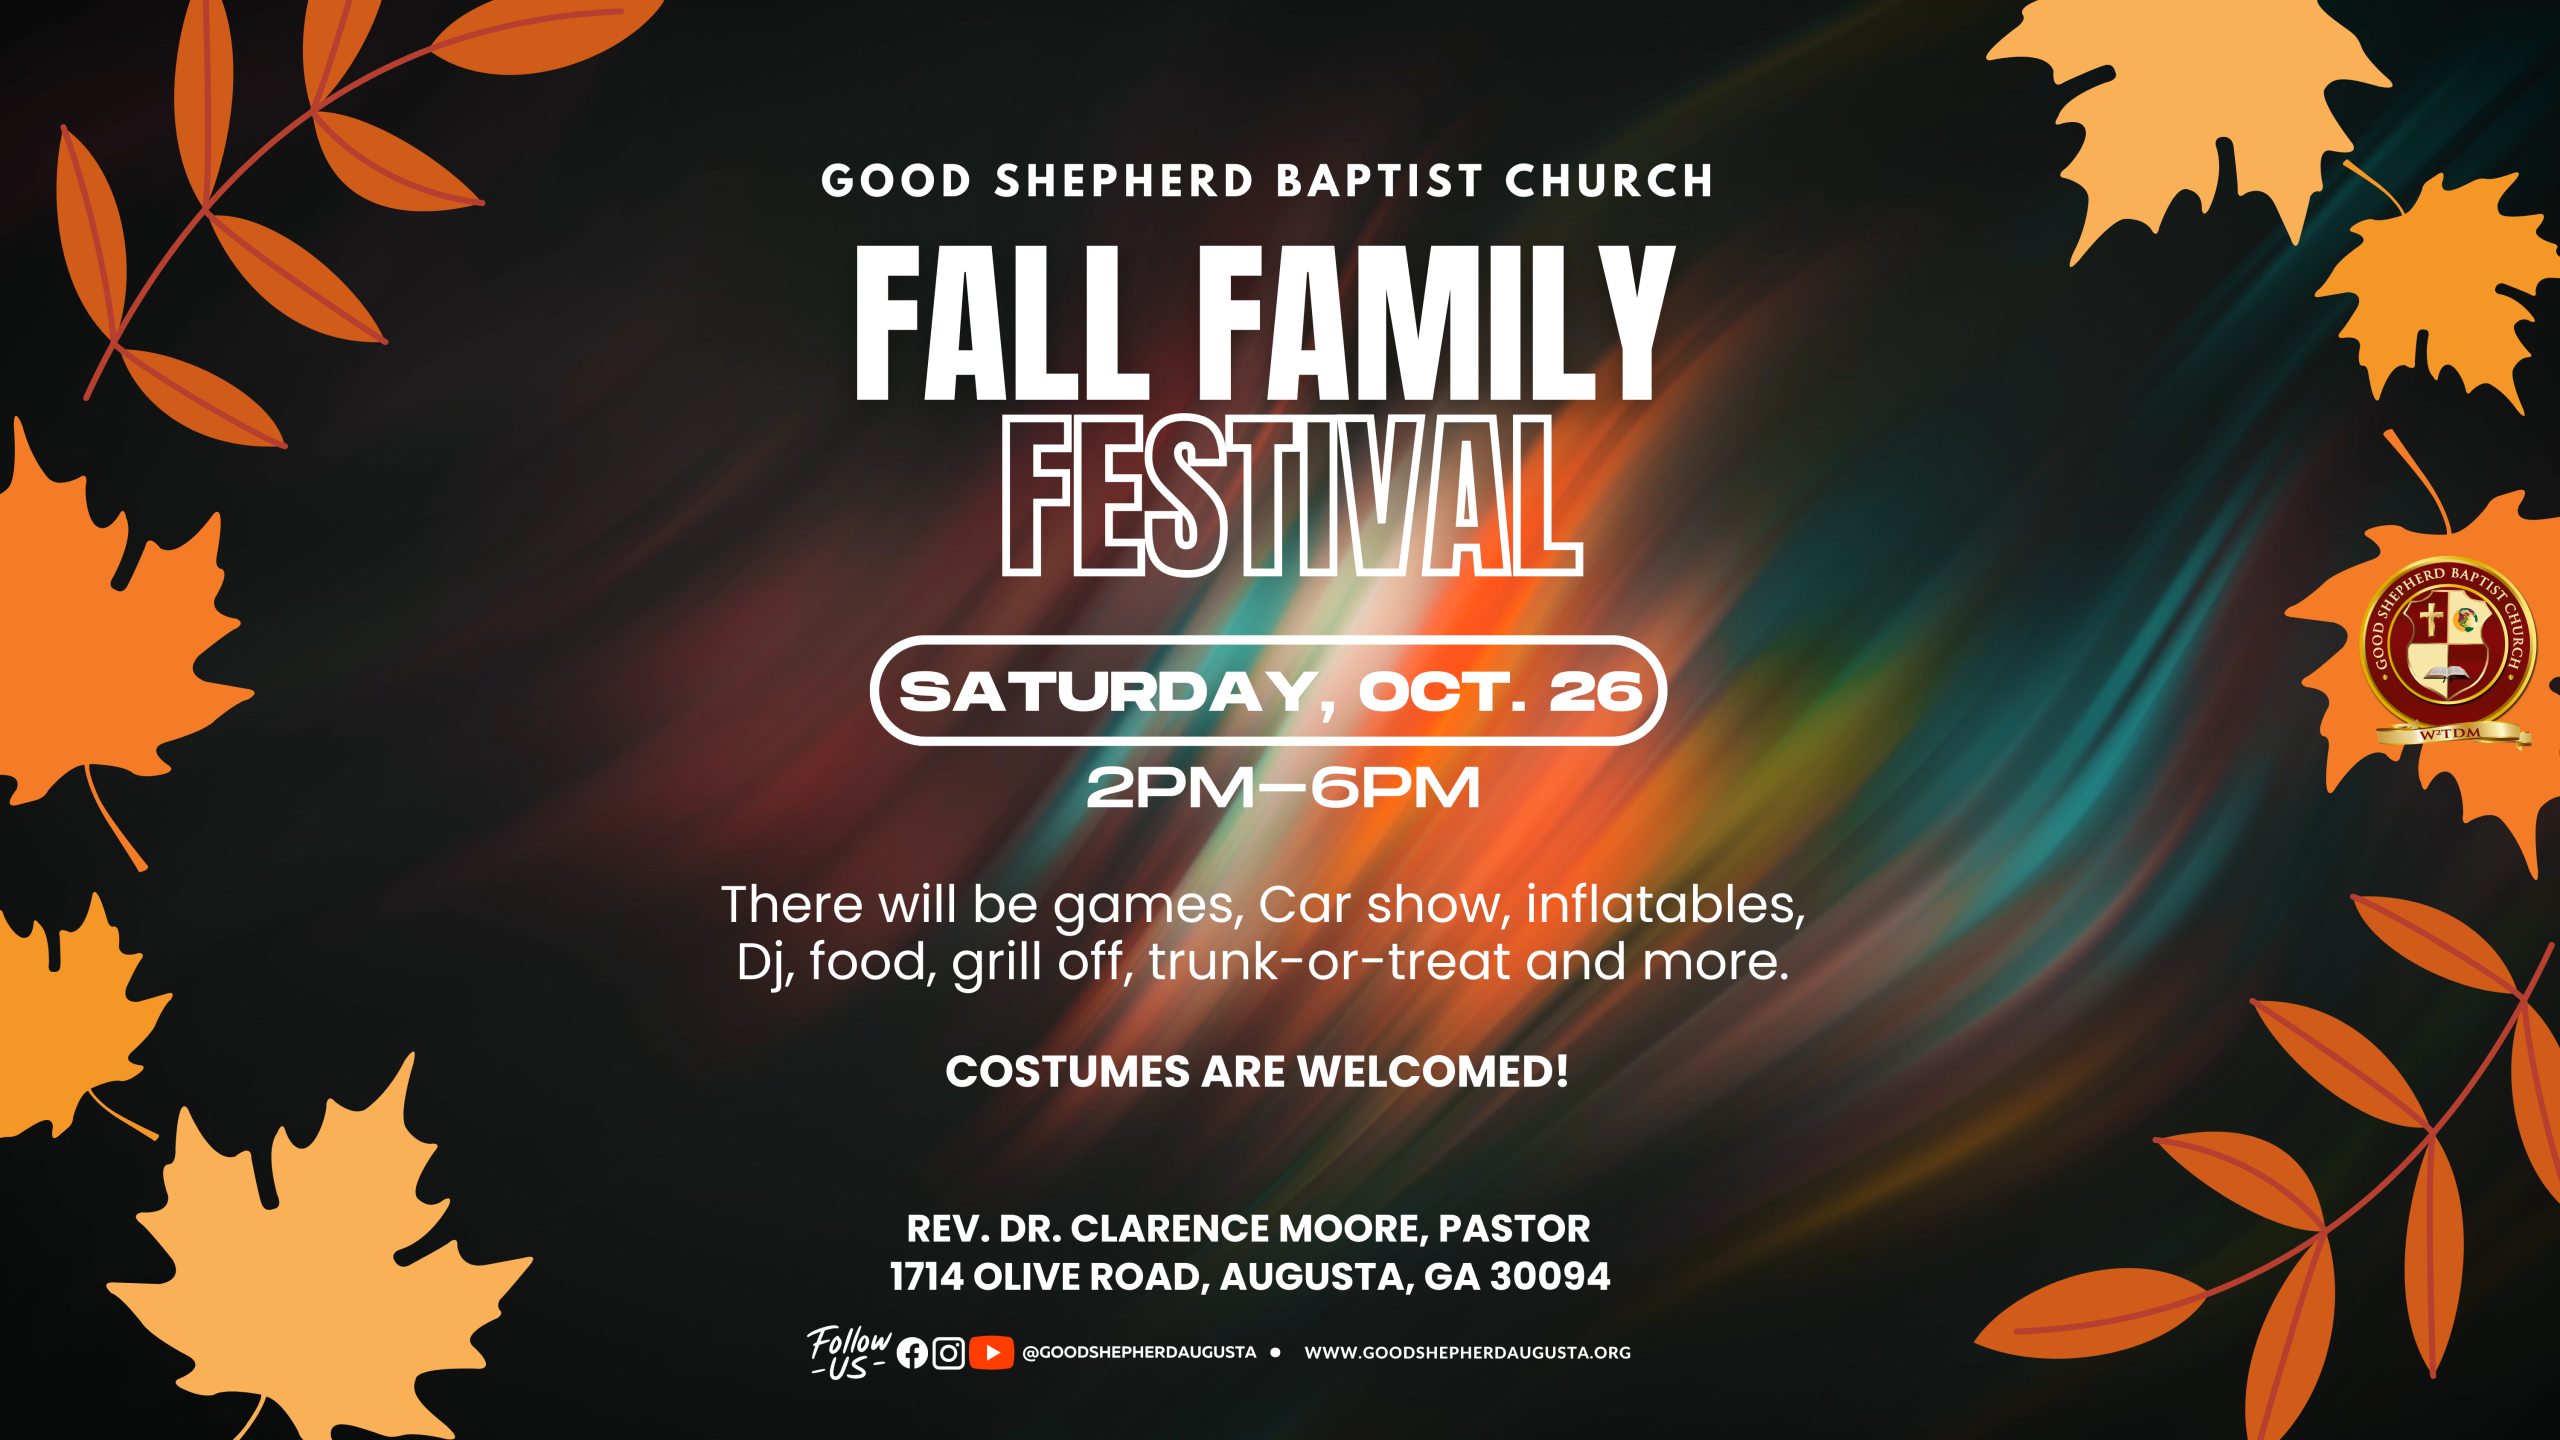 GOOD SHEPHERD BAPTIST CHURCH
FALL FAMILY
FESTIVAL
SATURDAY, OCT. 26
2PM–6PM
There will be games, Car show, inflatables,
Dj, food, grill off, trunk-or-treat and more.
COSTUMES ARE WELCOMED!
REV. DR. CLARENCE MOORE, PASTOR
1714 OLIVE ROAD, AUGUSTA, GA 30094
Follow
-US-
@GOODSHEPHERDAUGUSTA • WWW.GOODSHEPHERDAUGUSTA.ORG
• GOOD SHEPHERD BAPTIST CHURCH •
W²TDM